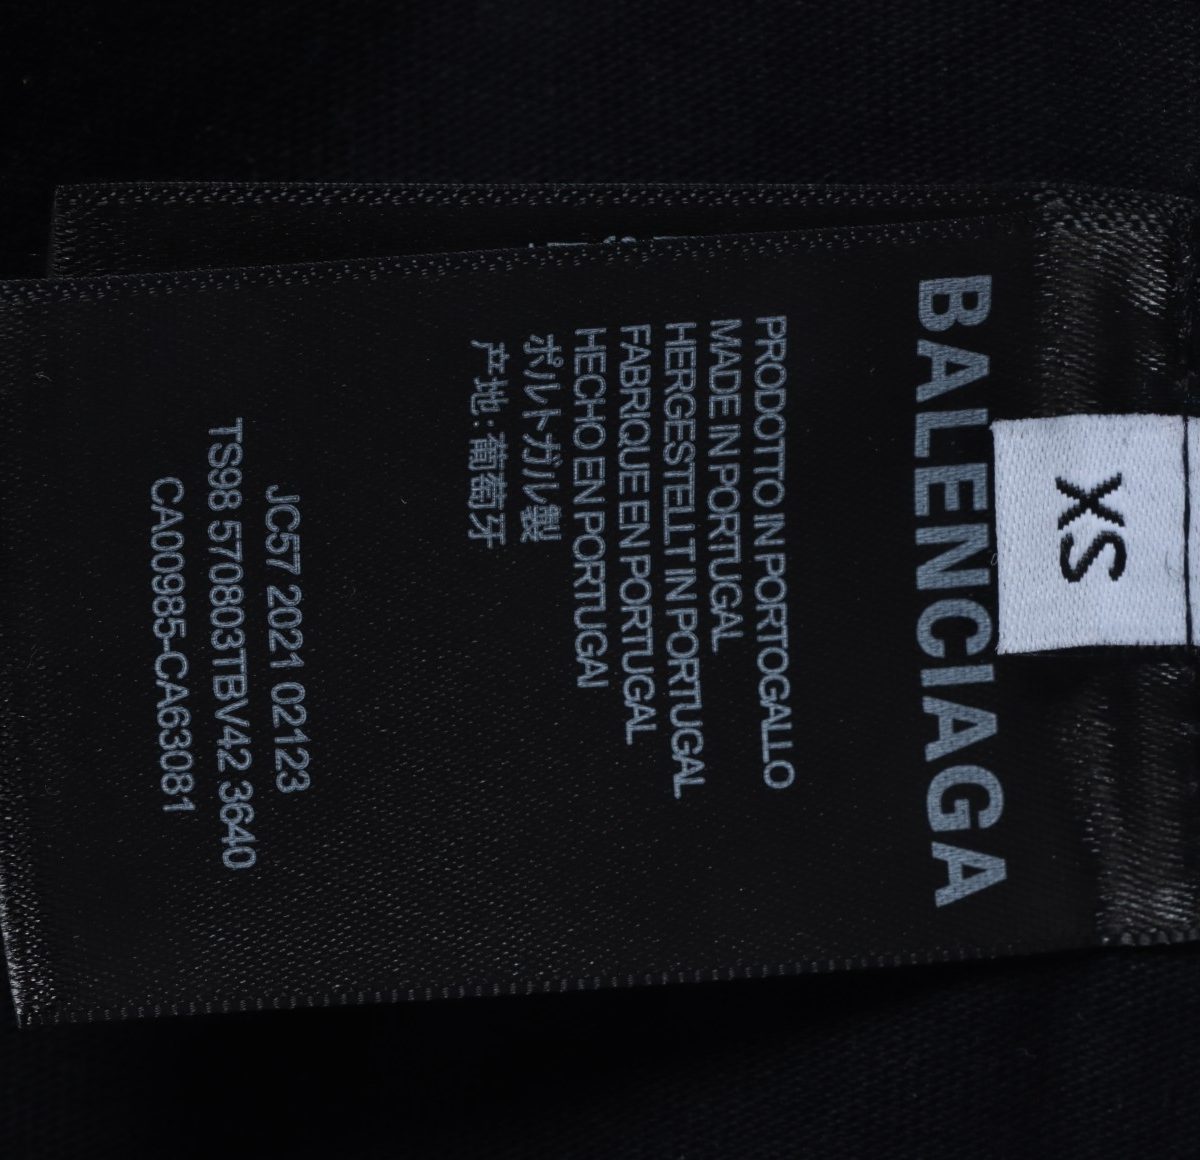 XS
BALENCIAGA
PRODOTTO IN PORTOGALLO
MADE IN PORTUGAL
HERGESTELLT IN PORTUGAL
FABRIQUE EN PORTUGAL
HECHO EN PORTUGAl
ポルトガル製
产地:葡萄牙
JC57 2021 02123
TS98 570803TBV42 3640
CA00985-CA63081